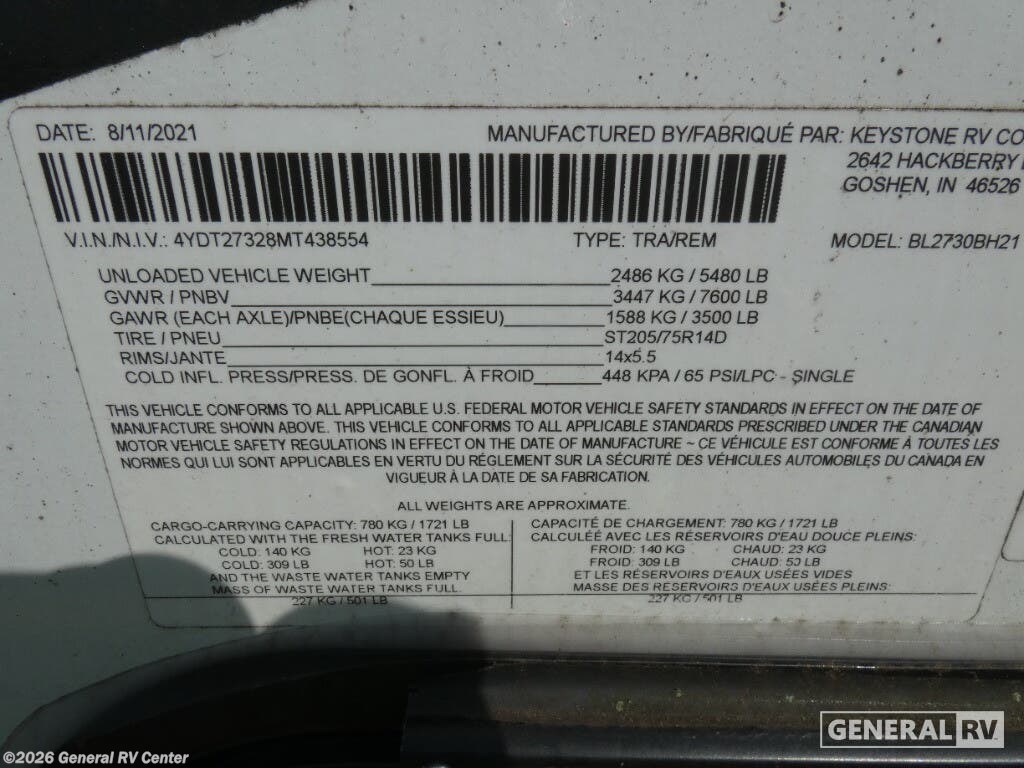 DATE: 8/11/2021
MANUFACTURED BY/FABRIQUÉ PAR: KEYSTONE RV CO
2642 HACKBERRY
GOSHEN, IN 46526
V.I.N./N.I.V.: 4YDT27328MT438554 TYPE: TRA/REM MODEL: BL2730BH21
UNLOADED VEHICLE WEIGHT 2486 KG / 5480 LB
GVWR / PNBV 3447 KG / 7600 LB
GAWR (EACH AXLE)/PNBE(CHAQUE ESSIEU) 1588 KG / 3500 LB
TIRE / PNEU ST205/75R14D
RIMS/JANTE 14x5.5
COLD INFL. PRESS/PRESS. DE GONFL. À FROID 448 KPA / 65 PSI/LPC - SINGLE
THIS VEHICLE CONFORMS TO ALL APPLICABLE U.S. FEDERAL MOTOR VEHICLE SAFETY STANDARDS IN EFFECT ON THE DATE OF
MANUFACTURE SHOWN ABOVE. THIS VEHICLE CONFORMS TO ALL APPLICABLE STANDARDS PRESCRIBED UNDER THE CANADIAN
MOTOR VEHICLE SAFETY REGULATIONS IN EFFECT ON THE DATE OF MANUFACTURE ~ CE VÉHICULE EST CONFORME À TOUTES LES
NORMES QUI LUI SONT APPLICABLES EN VERTU DU RÉGLEMENT SUR LA SÉCURITÉ DES VÉHICULES AUTOMOBILES DU CANADA EN
VIGUEUR À LA DATE DE SA FABRICATION.
ALL WEIGHTS ARE APPROXIMATE.
CARGO-CARRYING CAPACITY: 780 KG / 1721 LB
CALCULATED WITH THE FRESH WATER TANKS FULL:
COLD: 140 KG HOT: 23 KG
COLD: 309 LB HOT: 50 LB
AND THE WASTE WATER TANKS EMPTY
MASS OF WASTE WATER TANKS FULL.
227 KG / 501 LB
CAPACITÉ DE CHARGEMENT: 780 KG / 1721 LB
CALCULÉE AVEC LES RÉSERVOIRS D'EAU DOUCE PLEINS:
FROID: 140 KG CHAUD: 23 KG
FROID: 309 LB CHAUD: 50 LB
ET LES RÉSERVOIRS D'EAUX USÉES VIDES
MASSE DES RÉSERVOIRS D'EAUX USÉES PLEINS:
227 KG / 501 LB
GENERAL RV
©2026 General RV Center